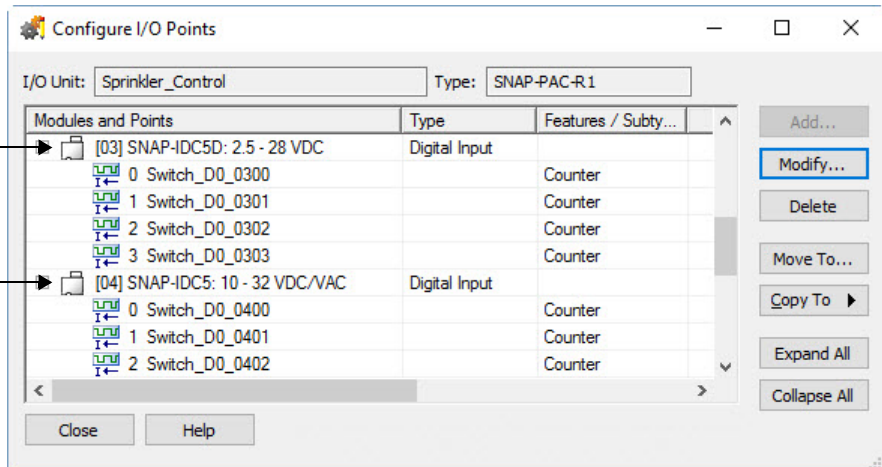 Configure I/O Points
I/O Unit: Sprinkler_Control Type: SNAP-PAC-R1
Modules and Points Type Features / Subty...
[03] SNAP-IDC5D: 2.5 - 28 VDC Digital Input
0 Switch_D0_0300 Counter
1 Switch_D0_0301 Counter
2 Switch_D0_0302 Counter
3 Switch_D0_0303 Counter
[04] SNAP-IDC5: 10 - 32 VDC/VAC Digital Input
0 Switch_D0_0400 Counter
1 Switch_D0_0401 Counter
2 Switch_D0_0402 Counter
Add...
Modify...
Delete
Move To...
Copy To
Expand All
Collapse All
Close Help